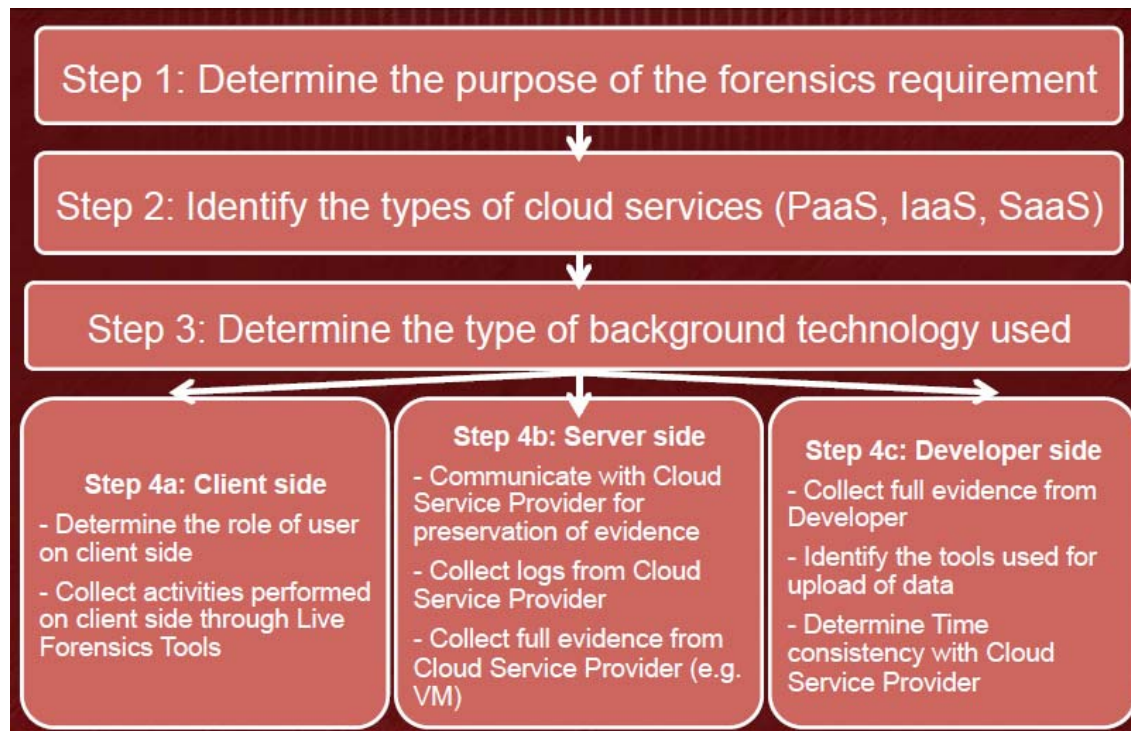 Step 1: Determine the purpose of the forensics requirement
Step 2: Identify the types of cloud services (PaaS, IaaS, SaaS)
Step 3: Determine the type of background technology used
Step 4a: Client side
- Determine the role of user
on client side
- Collect activities performed
on client side through Live
Forensics Tools
Step 4b: Server side
- Communicate with Cloud
Service Provider for
preservation of evidence
- Collect logs from Cloud
Service Provider
- Collect full evidence from
Cloud Service Provider (e.g.
VM)
Step 4c: Developer side
- Collect full evidence from
Developer
- Identify the tools used for
upload of data
- Determine Time
consistency with Cloud
Service Provider